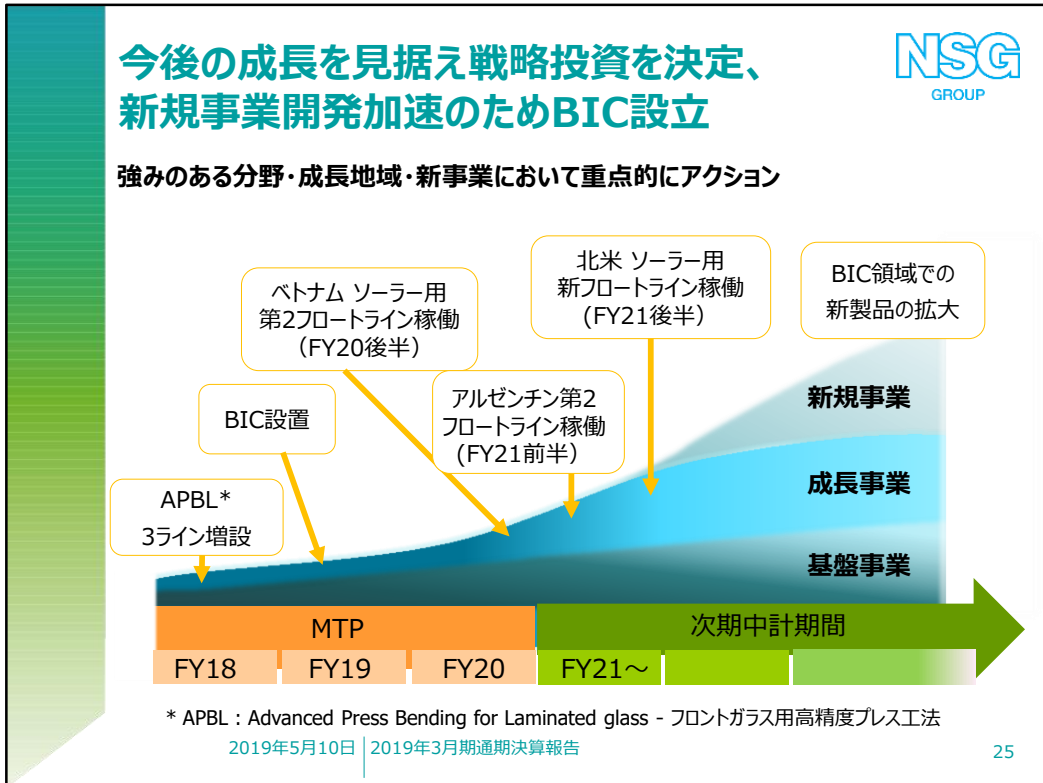 今後の成長を見据え戦略投資を決定、
新規事業開発加速のためBIC設立
NSG
GROUP
強みのある分野・成長地域・新事業において重点的にアクション
APBL*
3ライン増設
BIC設置
ベトナム ソーラー用
第2フロートライン稼働
(FY20後半)
アルゼンチン第2
フロートライン稼働
(FY21前半)
北米 ソーラー用
新フロートライン稼働
(FY21後半)
BIC領域での
新製品の拡大
新規事業
成長事業
基盤事業
MTP
次期中計期間
FY18
FY19
FY20
FY21～
* APBL : Advanced Press Bending for Laminated glass - フロントガラス用高精度プレス工法
2019年5月10日
2019年3月期通期決算報告
25